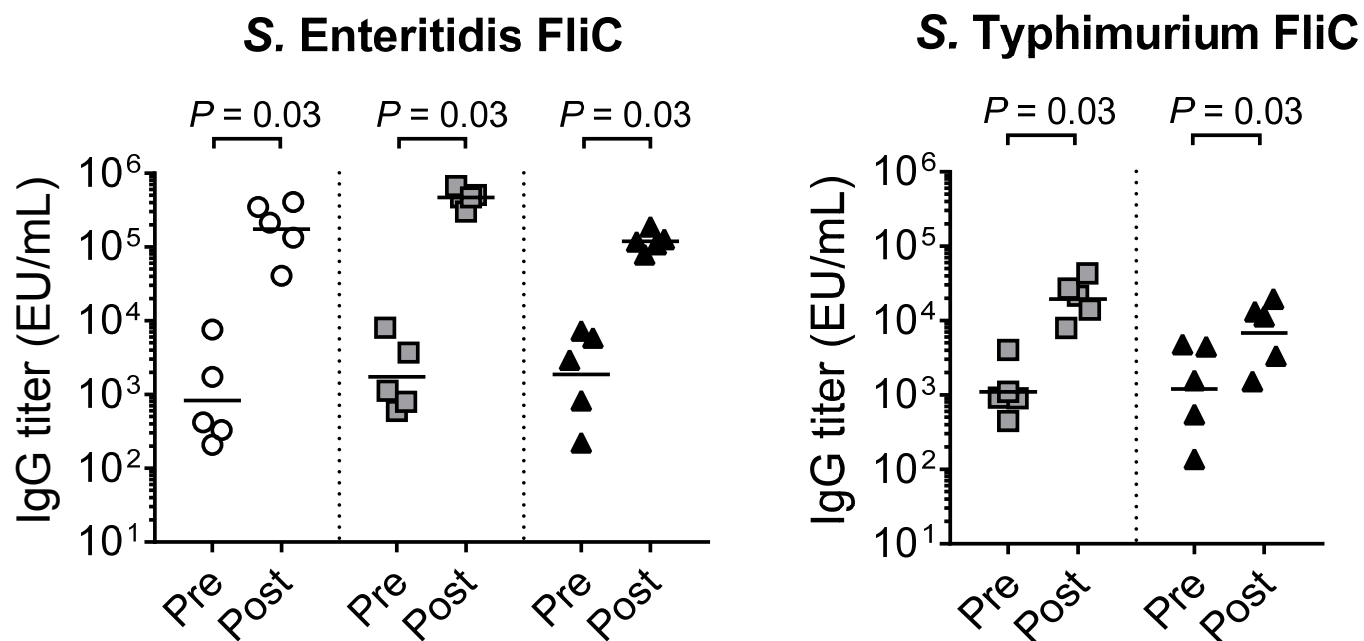 S. Enteritidis FliC
P = 0.03 P = 0.03 P = 0.03
IgG titer (EU/mL)
10⁶
10⁵
10⁴
10³
10²
10¹
Pre Post Pre Post Pre Post
S. Typhimurium FliC
P = 0.03 P = 0.03
IgG titer (EU/mL)
10⁶
10⁵
10⁴
10³
10²
10¹
Pre Post Pre Post